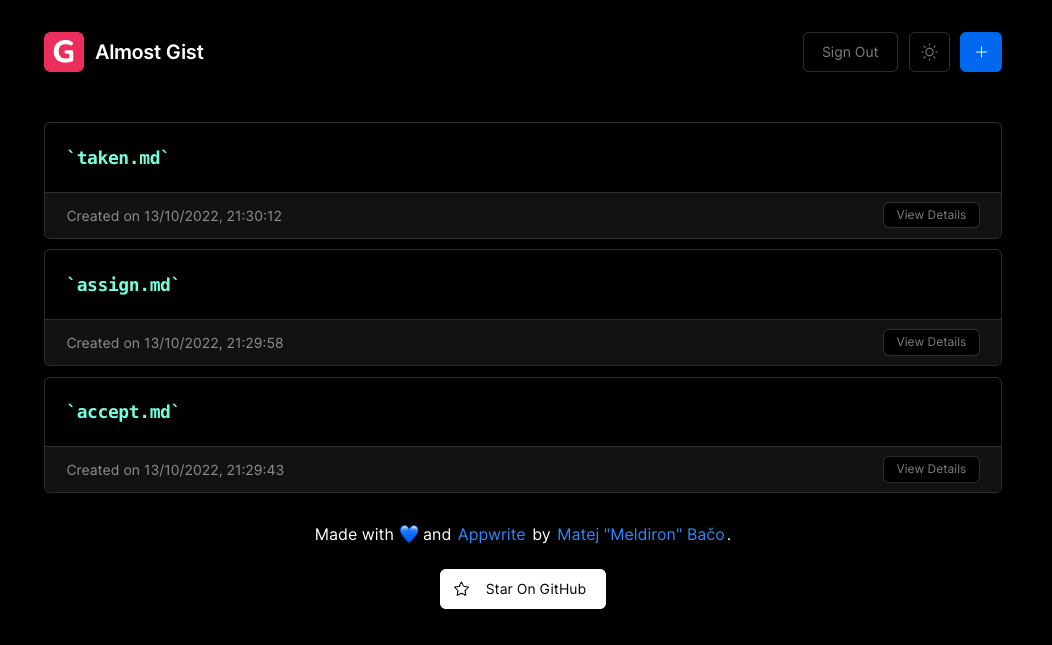 G Almost Gist
Sign Out
+
`taken.md`
Created on 13/10/2022, 21:30:12
View Details
`assign.md`
Created on 13/10/2022, 21:29:58
View Details
`accept.md`
Created on 13/10/2022, 21:29:43
View Details
Made with 💙 and Appwrite by Matej "Meldiron" Bačo.
Star On GitHub